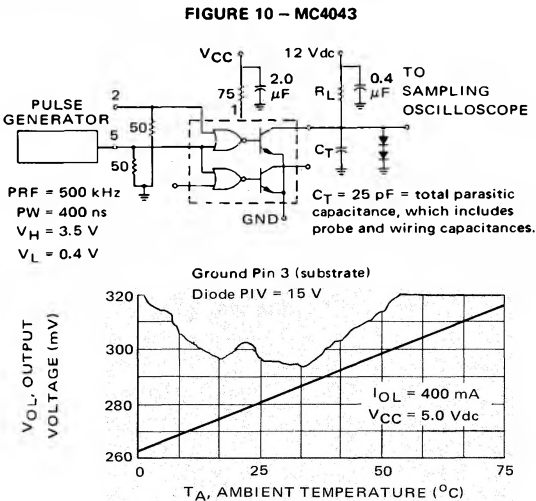 FIGURE 10 – MC4043
VCC
12 Vdc
2.0 µF
75
1
RL
0.4 µF
TO SAMPLING OSCILLOSCOPE
PULSE GENERATOR
2
50
5
50
CT
PRF = 500 kHz
PW = 400 ns
VH = 3.5 V
VL = 0.4 V
GND
CT = 25 pF = total parasitic
capacitance, which includes
probe and wiring capacitances.
Ground Pin 3 (substrate)
Diode PIV = 15 V
VOL, OUTPUT
VOLTAGE (mV)
320
300
280
260
IOL = 400 mA
VCC = 5.0 Vdc
0 25 50 75
TA, AMBIENT TEMPERATURE (°C)